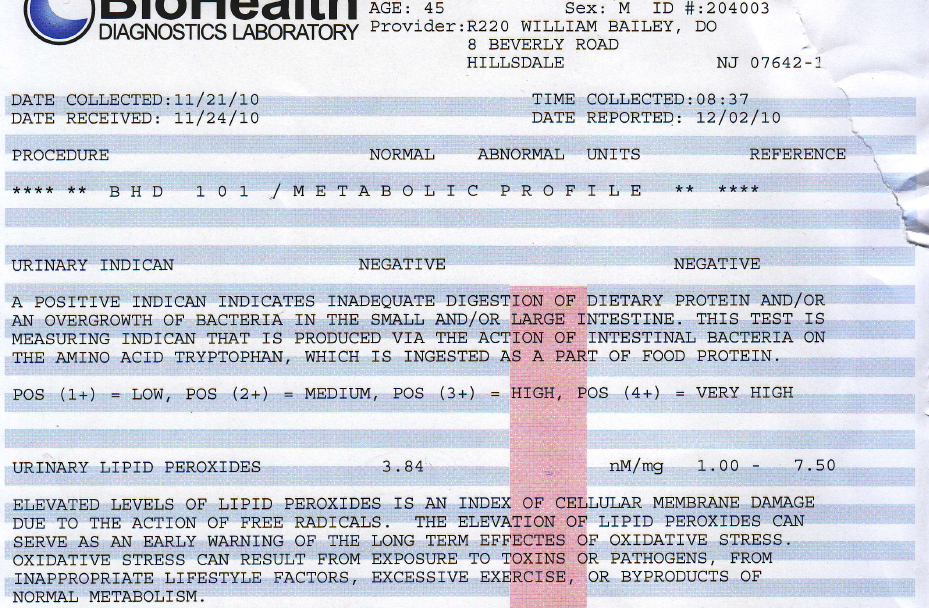 BioHealth
DIAGNOSTICS LABORATORY
AGE: 45 Sex: M ID #:204003
Provider:R220 WILLIAM BAILEY, DO
8 BEVERLY ROAD
HILLSDALE NJ 07642-1
DATE COLLECTED:11/21/10 TIME COLLECTED:08:37
DATE RECEIVED: 11/24/10 DATE REPORTED: 12/02/10
PROCEDURE NORMAL ABNORMAL UNITS REFERENCE
**** ** BHD 101 /METABOLIC PROFILE ** ****
URINARY INDICAN NEGATIVE NEGATIVE
A POSITIVE INDICAN INDICATES INADEQUATE DIGESTION OF DIETARY PROTEIN AND/OR
AN OVERGROWTH OF BACTERIA IN THE SMALL AND/OR LARGE INTESTINE. THIS TEST IS
MEASURING INDICAN THAT IS PRODUCED VIA THE ACTION OF INTESTINAL BACTERIA ON
THE AMINO ACID TRYPTOPHAN, WHICH IS INGESTED AS A PART OF FOOD PROTEIN.
POS (1+) = LOW, POS (2+) = MEDIUM, POS (3+) = HIGH, POS (4+) = VERY HIGH
URINARY LIPID PEROXIDES 3.84 nM/mg 1.00 - 7.50
ELEVATED LEVELS OF LIPID PEROXIDES IS AN INDEX OF CELLULAR MEMBRANE DAMAGE
DUE TO THE ACTION OF FREE RADICALS. THE ELEVATION OF LIPID PEROXIDES CAN
SERVE AS AN EARLY WARNING OF THE LONG TERM EFFECTES OF OXIDATIVE STRESS.
OXIDATIVE STRESS CAN RESULT FROM EXPOSURE TO TOXINS OR PATHOGENS, FROM
INAPPROPRIATE LIFESTYLE FACTORS, EXCESSIVE EXERCISE, OR BYPRODUCTS OF
NORMAL METABOLISM.